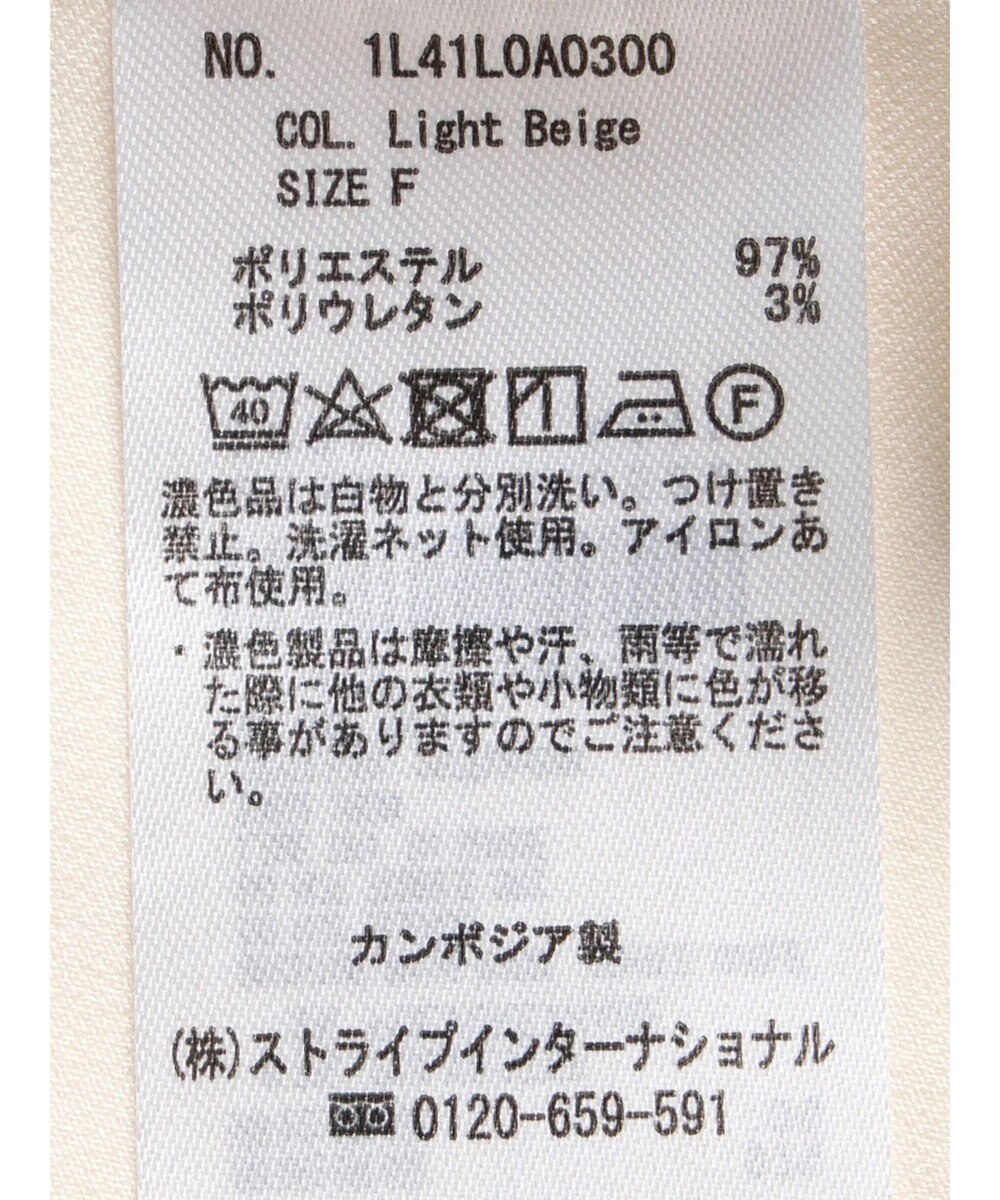 NO. 1L41L0A0300
COL. Light Beige
SIZE F
ポリエステル 97%
ポリウレタン 3%
40
F
濃色品は白物と分別洗い。つけ置き
禁止。洗濯ネット使用。アイロンあ
て布使用。
・濃色製品は摩擦や汗、雨等で濡れ
た際に他の衣類や小物類に色が移
る事がありますのでご注意くださ
い。
カンボジア製
(株)ストライプインターナショナル
0120-659-591